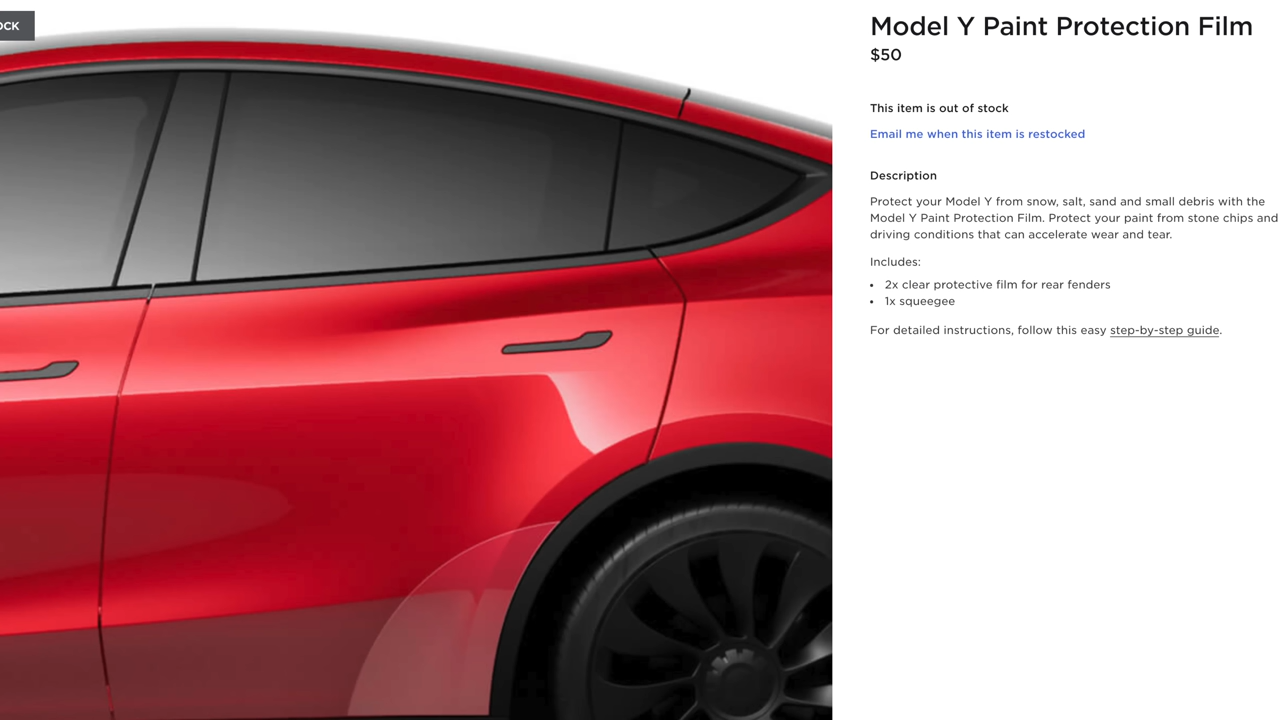 OCK
Model Y Paint Protection Film
$50
This item is out of stock
Email me when this item is restocked
Description
Protect your Model Y from snow, salt, sand and small debris with the
Model Y Paint Protection Film. Protect your paint from stone chips and
driving conditions that can accelerate wear and tear.
Includes:
• 2x clear protective film for rear fenders
• 1x squeegee
For detailed instructions, follow this easy step-by-step guide.